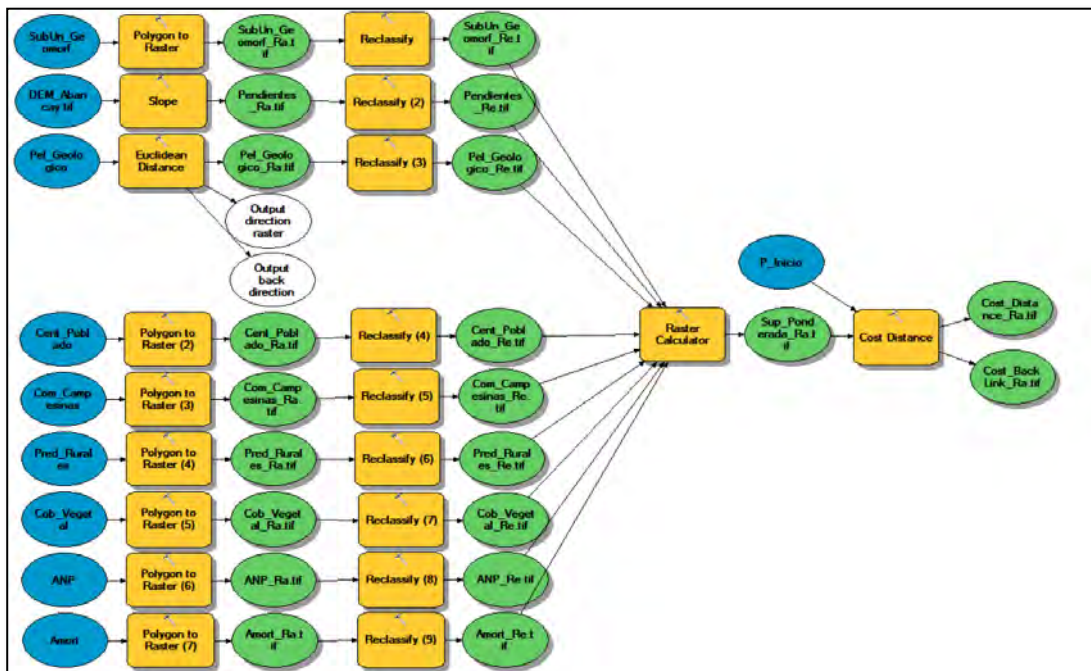 SubUn_Ge
omorf
Polygon to
Raster
SubUn_Ge
omorf_Ra.t
if
Reclassify
SubUn_Ge
omorf_Re.t
if
DEM_Aban
cay.tif
Slope
Pendientes
_Ra.tif
Reclassify (2)
Pendientes
_Re.tif
Pel_Geolo
gico
Euclidean
Distance
Pel_Geolo
gico_Ra.tif
Reclassify (3)
Pel_Geolo
gico_Re.tif
Output
direction
raster
Output
back
direction
P_Inicio
Cent_Pobl
ado
Polygon to
Raster (2)
Cent_Pobl
ado_Ra.tif
Reclassify (4)
Cent_Pobl
ado_Re.tif
Raster
Calculator
Sup_Pond
erada_Ra.t
if
Cost Distance
Cost_Dista
nce_Ra.tif
Cost_Back
Link_Ra.tif
Com_Camp
esinas
Polygon to
Raster (3)
Com_Camp
esinas_Ra.
tif
Reclassify (5)
Com_Camp
esinas_Re.
tif
Pred_Rural
es
Polygon to
Raster (4)
Pred_Rural
es_Ra.tif
Reclassify (6)
Pred_Rural
es_Re.tif
Cob_Veget
al
Polygon to
Raster (5)
Cob_Veget
al_Ra.tif
Reclassify (7)
Cob_Veget
al_Re.tif
ANP
Polygon to
Raster (6)
ANP_Ra.tif
Reclassify (8)
ANP_Re.tif
Amort
Polygon to
Raster (7)
Amort_Ra.t
if
Reclassify (9)
Amort_Re.t
if